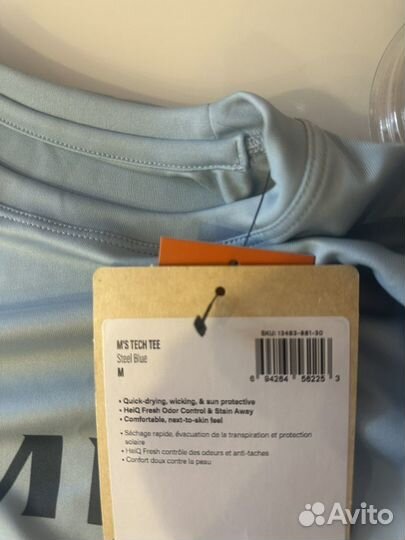 M'S TECH TEE
Steel Blue
M
SKU: 13483-881-30
6 94264 56225 3
• Quick-drying, wicking, & sun protective
• HeiQ Fresh Odor Control & Stain Away
• Comfortable, next-to-skin feel
• Séchage rapide, évacuation de la transpiration et protection
solaire
• HeiQ Fresh contrôle des odeurs et anti-taches
• Confort doux contre la peau
Avito